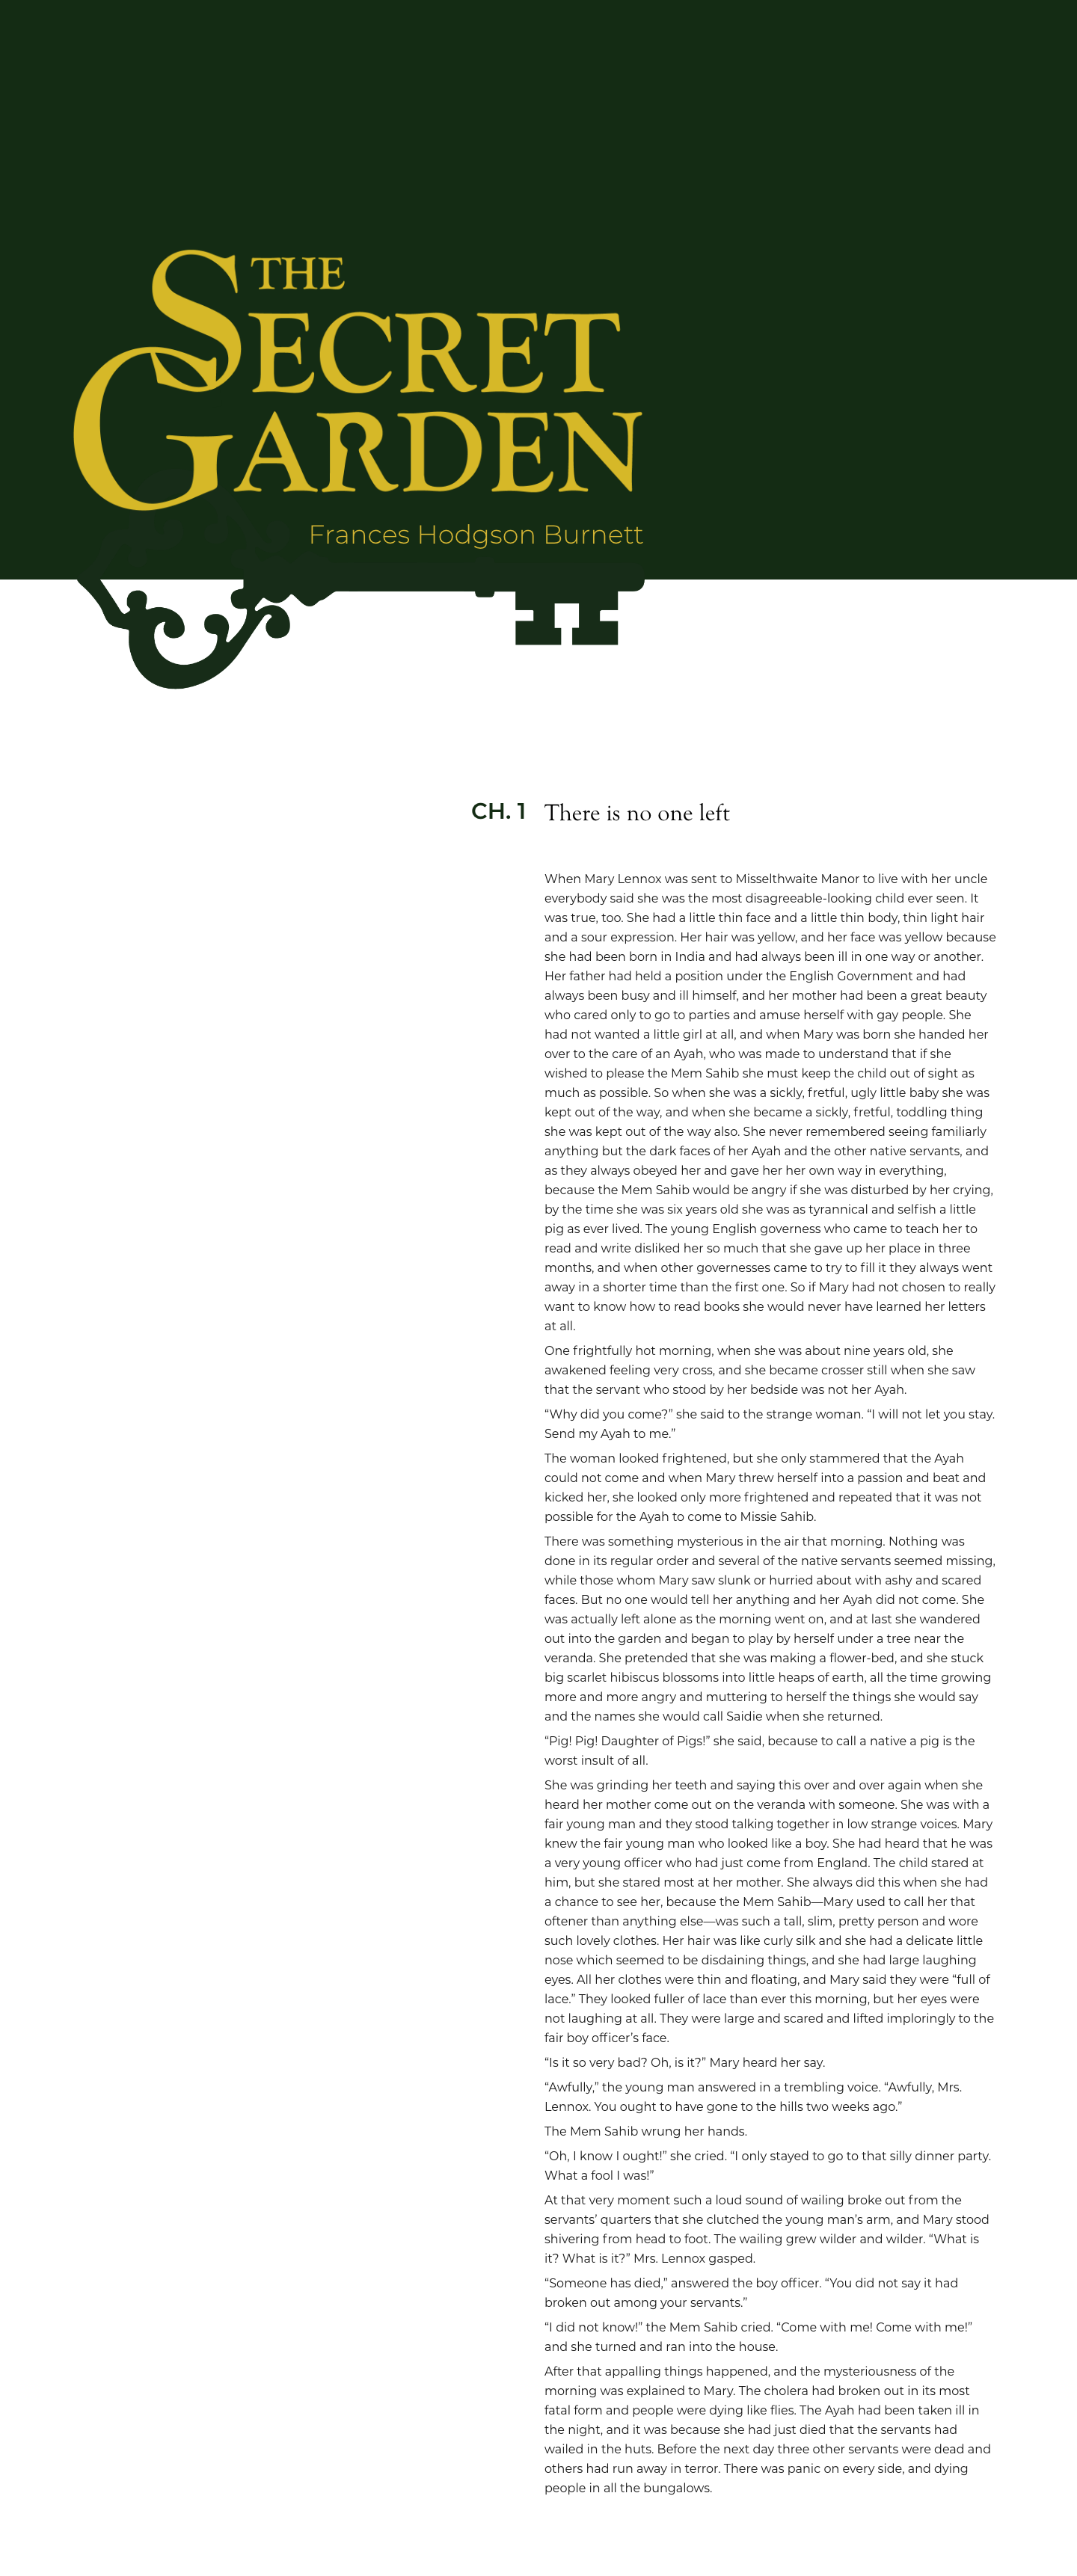 THE
SECRET
GARDEN
Frances Hodgson Burnett
CH. 1 There is no one left
When Mary Lennox was sent to Misselthwaite Manor to live with her uncle
everybody said she was the most disagreeable-looking child ever seen. It
was true, too. She had a little thin face and a little thin body, thin light hair
and a sour expression. Her hair was yellow, and her face was yellow because
she had been born in India and had always been ill in one way or another.
Her father had held a position under the English Government and had
always been busy and ill himself, and her mother had been a great beauty
who cared only to go to parties and amuse herself with gay people. She
had not wanted a little girl at all, and when Mary was born she handed her
over to the care of an Ayah, who was made to understand that if she
wished to please the Mem Sahib she must keep the child out of sight as
much as possible. So when she was a sickly, fretful, ugly little baby she was
kept out of the way, and when she became a sickly, fretful, toddling thing
she was kept out of the way also. She never remembered seeing familiarly
anything but the dark faces of her Ayah and the other native servants, and
as they always obeyed her and gave her her own way in everything,
because the Mem Sahib would be angry if she was disturbed by her crying,
by the time she was six years old she was as tyrannical and selfish a little
pig as ever lived. The young English governess who came to teach her to
read and write disliked her so much that she gave up her place in three
months, and when other governesses came to try to fill it they always went
away in a shorter time than the first one. So if Mary had not chosen to really
want to know how to read books she would never have learned her letters
at all.
One frightfully hot morning, when she was about nine years old, she
awakened feeling very cross, and she became crosser still when she saw
that the servant who stood by her bedside was not her Ayah.
“Why did you come?” she said to the strange woman. “I will not let you stay.
Send my Ayah to me.”
The woman looked frightened, but she only stammered that the Ayah
could not come and when Mary threw herself into a passion and beat and
kicked her, she looked only more frightened and repeated that it was not
possible for the Ayah to come to Missie Sahib.
There was something mysterious in the air that morning. Nothing was
done in its regular order and several of the native servants seemed missing,
while those whom Mary saw slunk or hurried about with ashy and scared
faces. But no one would tell her anything and her Ayah did not come. She
was actually left alone as the morning went on, and at last she wandered
out into the garden and began to play by herself under a tree near the
veranda. She pretended that she was making a flower-bed, and she stuck
big scarlet hibiscus blossoms into little heaps of earth, all the time growing
more and more angry and muttering to herself the things she would say
and the names she would call Saidie when she returned.
“Pig! Pig! Daughter of Pigs!” she said, because to call a native a pig is the
worst insult of all.
She was grinding her teeth and saying this over and over again when she
heard her mother come out on the veranda with someone. She was with a
fair young man and they stood talking together in low strange voices. Mary
knew the fair young man who looked like a boy. She had heard that he was
a very young officer who had just come from England. The child stared at
him, but she stared most at her mother. She always did this when she had
a chance to see her, because the Mem Sahib—Mary used to call her that
oftener than anything else—was such a tall, slim, pretty person and wore
such lovely clothes. Her hair was like curly silk and she had a delicate little
nose which seemed to be disdaining things, and she had large laughing
eyes. All her clothes were thin and floating, and Mary said they were “full of
lace.” They looked fuller of lace than ever this morning, but her eyes were
not laughing at all. They were large and scared and lifted imploringly to the
fair boy officer’s face.
“Is it so very bad? Oh, is it?” Mary heard her say.
“Awfully,” the young man answered in a trembling voice. “Awfully, Mrs.
Lennox. You ought to have gone to the hills two weeks ago.”
The Mem Sahib wrung her hands.
“Oh, I know I ought!” she cried. “I only stayed to go to that silly dinner party.
What a fool I was!”
At that very moment such a loud sound of wailing broke out from the
servants’ quarters that she clutched the young man’s arm, and Mary stood
shivering from head to foot. The wailing grew wilder and wilder. “What is
it? What is it?” Mrs. Lennox gasped.
“Someone has died,” answered the boy officer. “You did not say it had
broken out among your servants.”
“I did not know!” the Mem Sahib cried. “Come with me! Come with me!”
and she turned and ran into the house.
After that appalling things happened, and the mysteriousness of the
morning was explained to Mary. The cholera had broken out in its most
fatal form and people were dying like flies. The Ayah had been taken ill in
the night, and it was because she had just died that the servants had
wailed in the huts. Before the next day three other servants were dead and
others had run away in terror. There was panic on every side, and dying
people in all the bungalows.